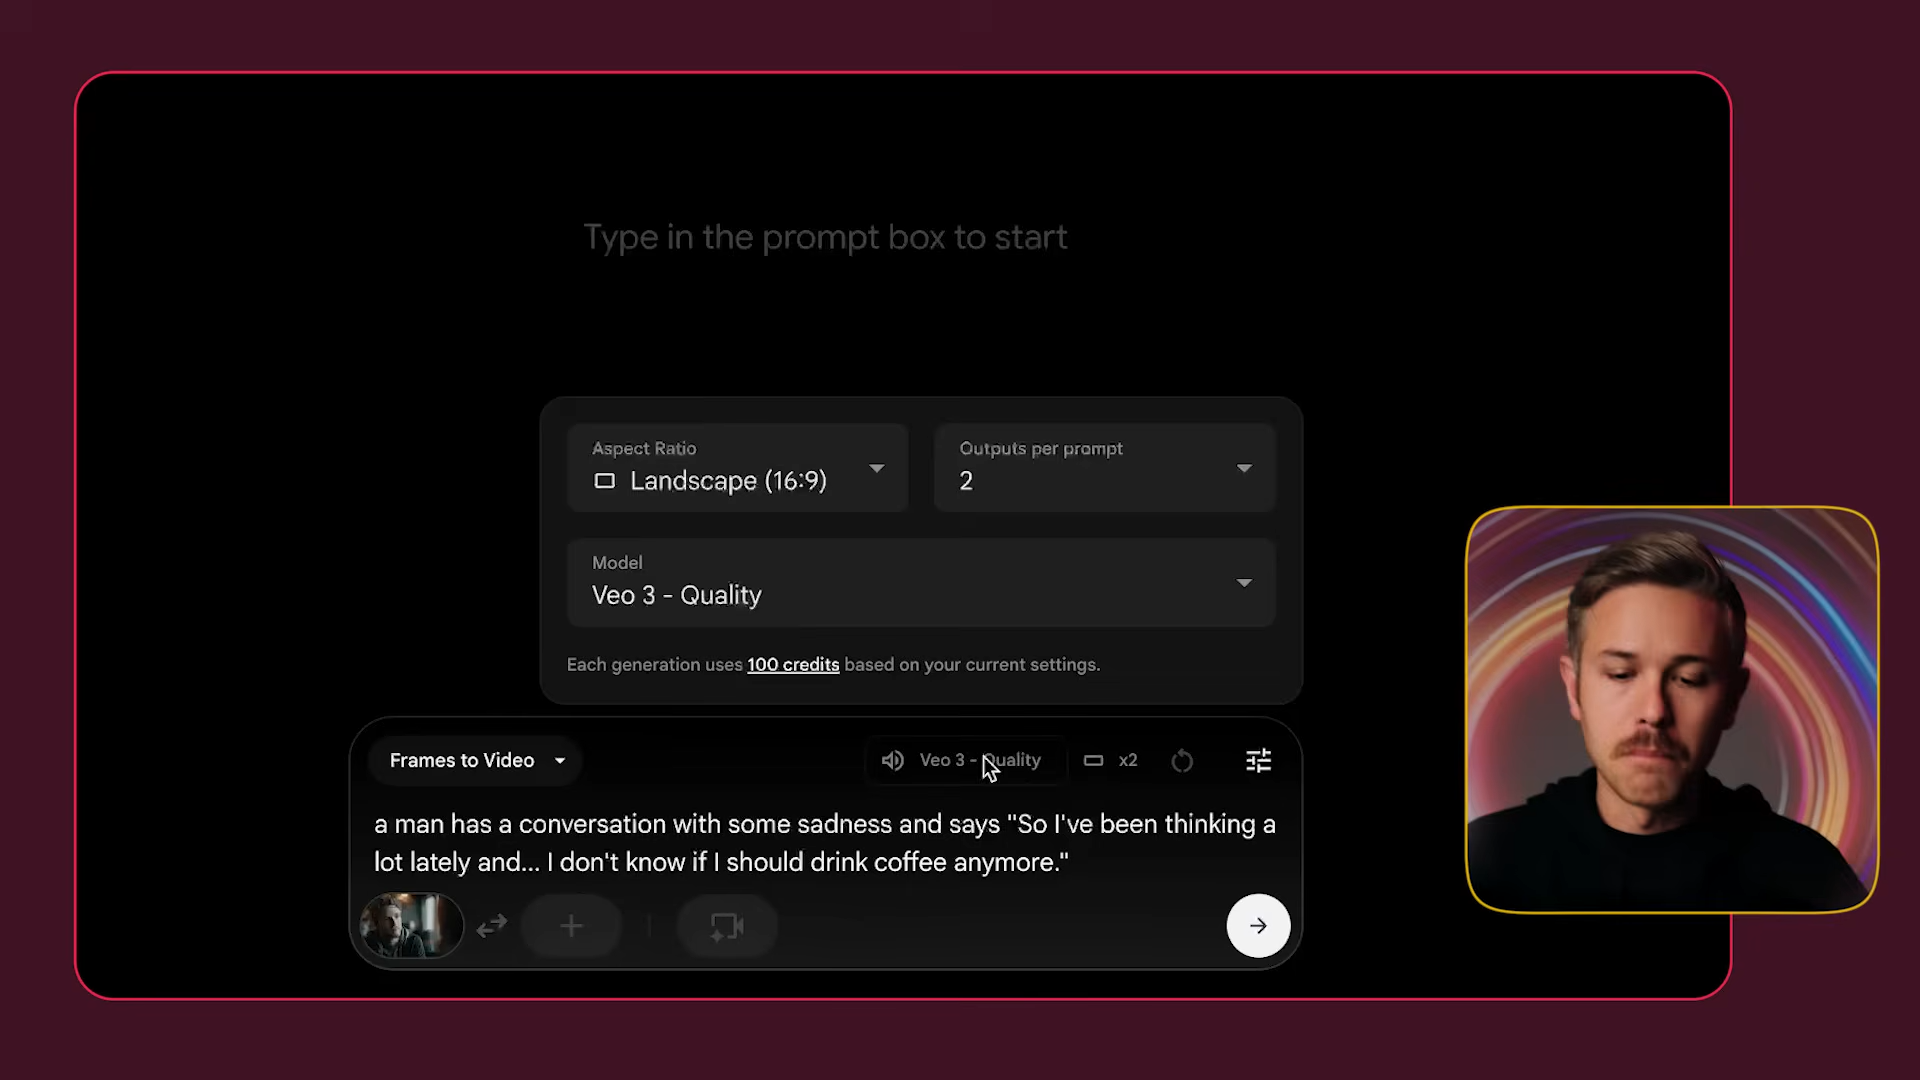 Type in the prompt box to start
Aspect Ratio
Landscape (16:9)
Outputs per prompt
2
Model
Veo 3 - Quality
Each generation uses 100 credits based on your current settings.
Frames to Video
Veo 3 - Quality
x2
a man has a conversation with some sadness and says "So I've been thinking a
lot lately and... I don't know if I should drink coffee anymore."